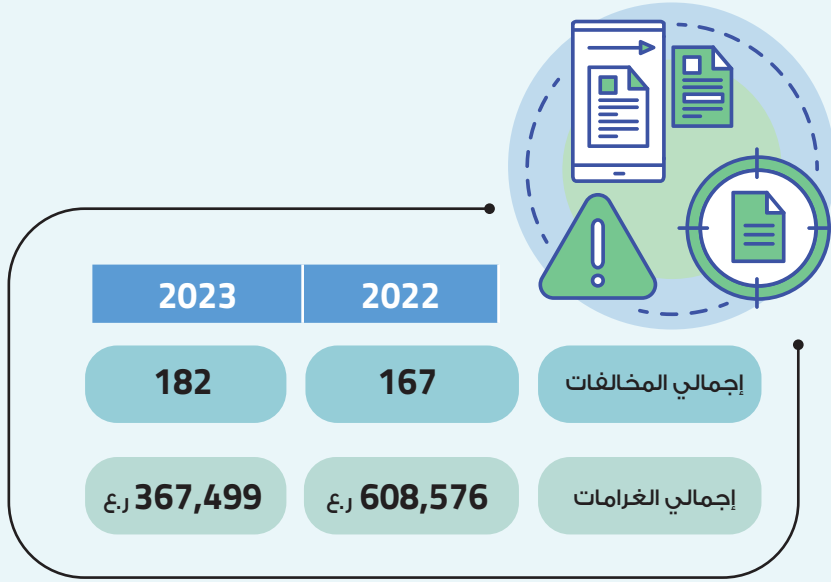 2022 2023
إجمالي المخالفات 167 182
إجمالي الغرامات 608,576 ر.ع 367,499 ر.ع